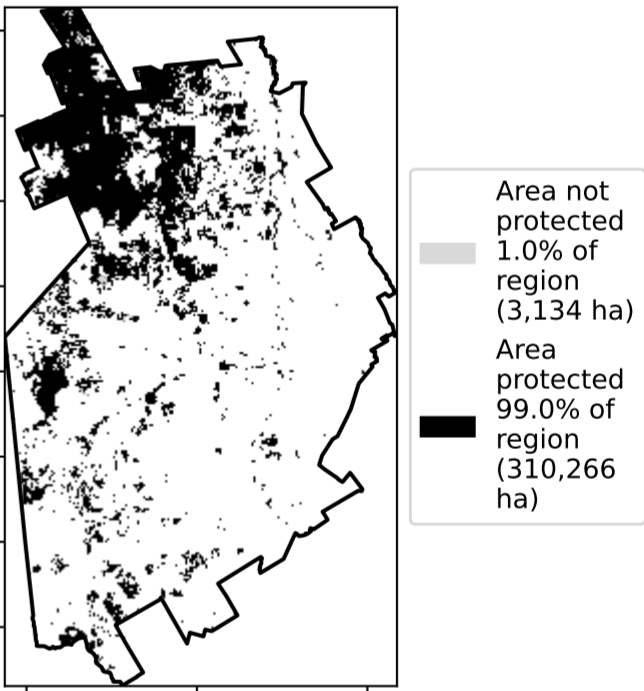 Area not
protected
1.0% of
region
(3,134 ha)
Area
protected
99.0% of
region
(310,266
ha)